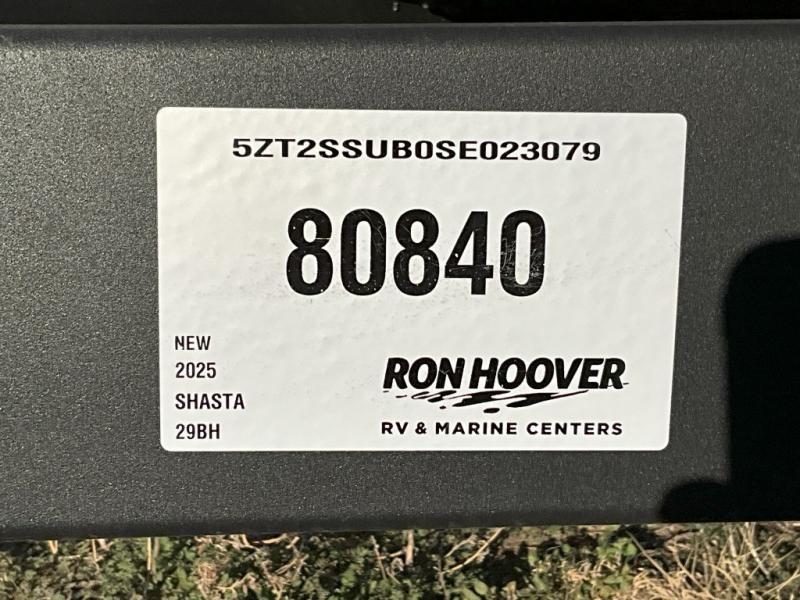 5ZT2SSUB0SE023079
80840
NEW
2025
SHASTA
29BH
RON HOOVER
RV & MARINE CENTERS